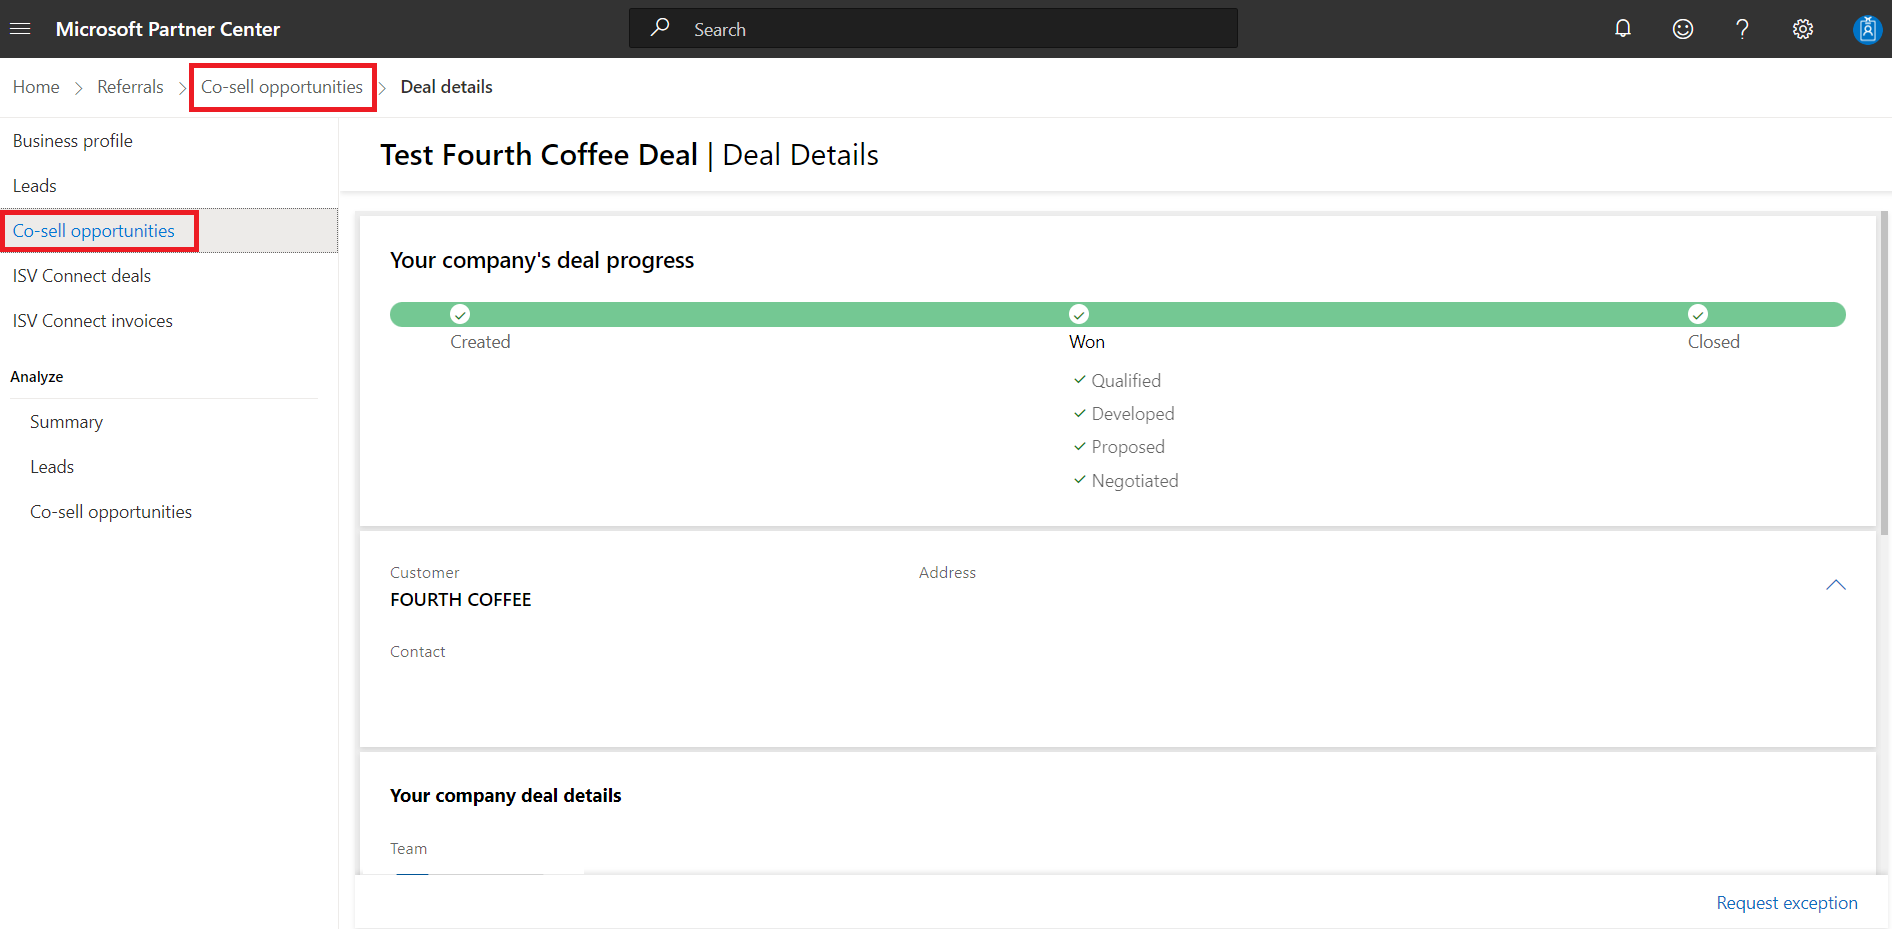 Microsoft Partner Center
Search
Home
Referrals
Co-sell opportunities
Deal details
Business profile
Leads
Co-sell opportunities
ISV Connect deals
ISV Connect invoices
Analyze
Summary
Leads
Co-sell opportunities
Test Fourth Coffee Deal | Deal Details
Your company's deal progress
Created
Won
Closed
Qualified
Developed
Proposed
Negotiated
Customer
Address
FOURTH COFFEE
Contact
Your company deal details
Team
Request exception